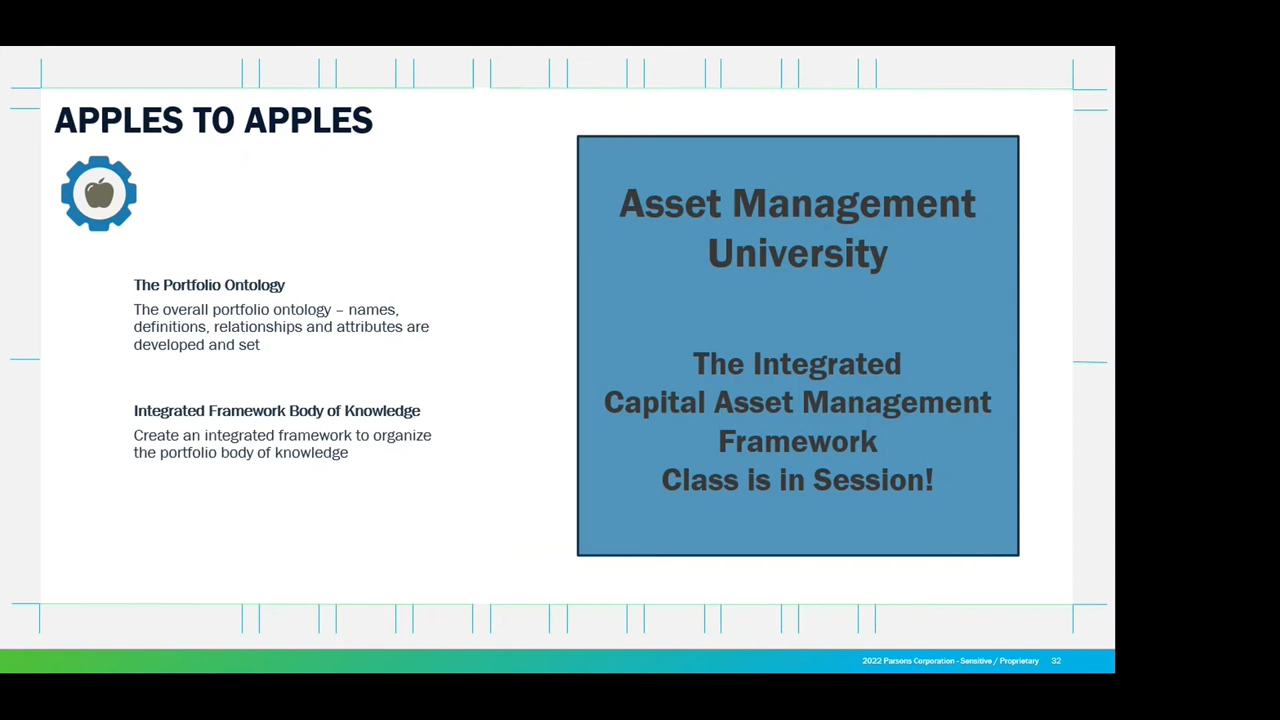 APPLES TO APPLES
The Portfolio Ontology
The overall portfolio ontology – names,
definitions, relationships and attributes are
developed and set
Integrated Framework Body of Knowledge
Create an integrated framework to organize
the portfolio body of knowledge
Asset Management
University
The Integrated
Capital Asset Management
Framework
Class is in Session!
2022 Parsons Corporation - Sensitive / Proprietary 32